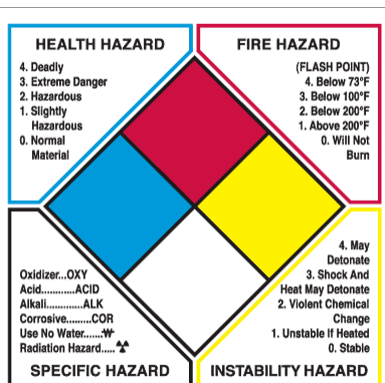 HEALTH HAZARD
4. Deadly
3. Extreme Danger
2. Hazardous
1. Slightly
Hazardous
0. Normal
Material
FIRE HAZARD
(FLASH POINT)
4. Below 73°F
3. Below 100°F
2. Below 200°F
1. Above 200°F
0. Will Not
Burn
Oxidizer...OXY
Acid............ACID
Alkali.............ALK
Corrosive.........COR
Use No Water......W
Radiation Hazard.....☢
SPECIFIC HAZARD
4. May
Detonate
3. Shock And
Heat May Detonate
2. Violent Chemical
Change
1. Unstable If Heated
0. Stable
INSTABILITY HAZARD